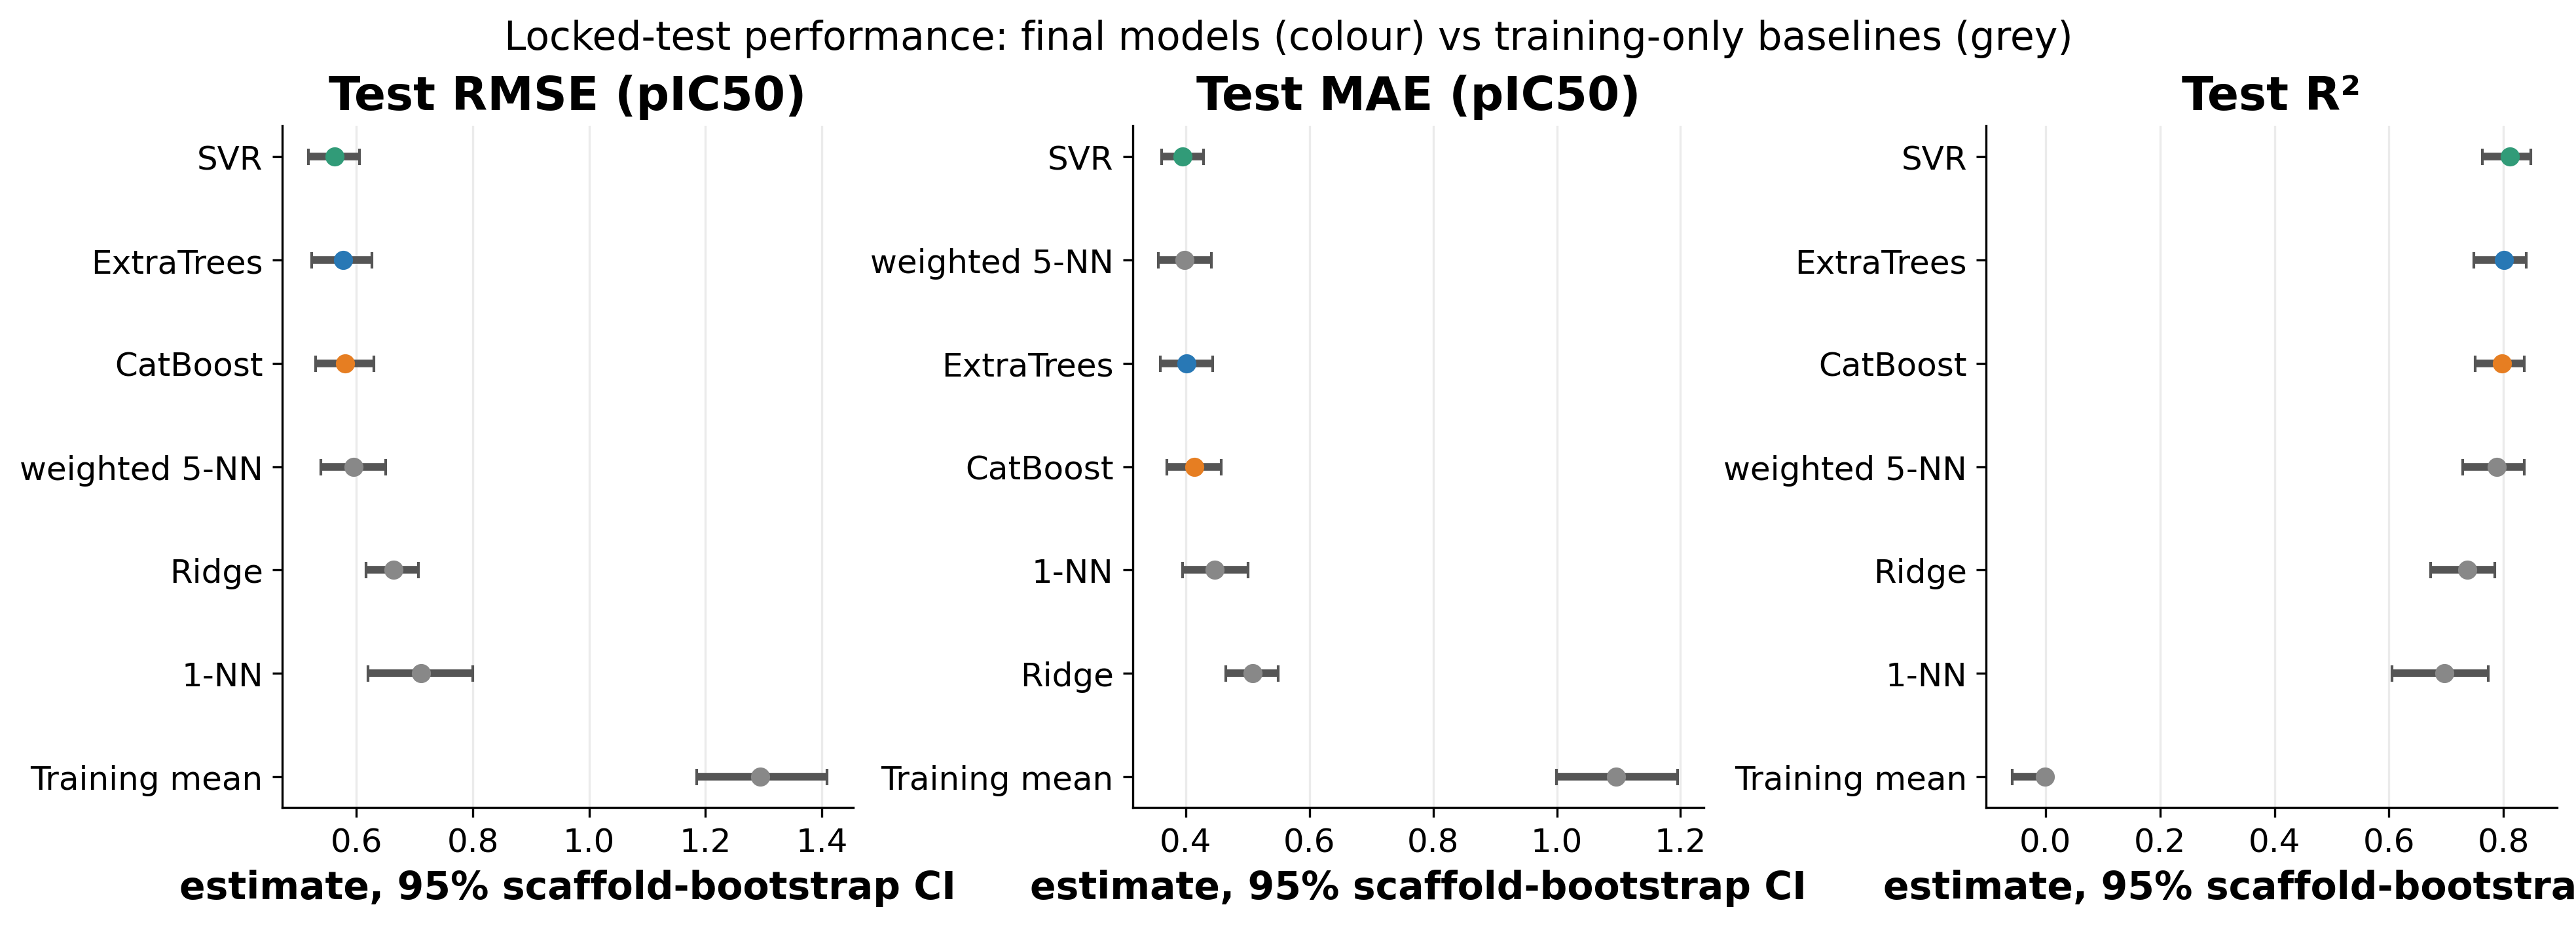 Locked-test performance: final models (colour) vs training-only baselines (grey)
Test RMSE (pIC50)
SVR
ExtraTrees
CatBoost
weighted 5-NN
Ridge
1-NN
Training mean
0.6 0.8 1.0 1.2 1.4
estimate, 95% scaffold-bootstrap CI
Test MAE (pIC50)
SVR
weighted 5-NN
ExtraTrees
CatBoost
1-NN
Ridge
Training mean
0.4 0.6 0.8 1.0 1.2
estimate, 95% scaffold-bootstrap CI
Test R²
SVR
ExtraTrees
CatBoost
weighted 5-NN
Ridge
1-NN
Training mean
0.0 0.2 0.4 0.6 0.8
estimate, 95% scaffold-bootstra